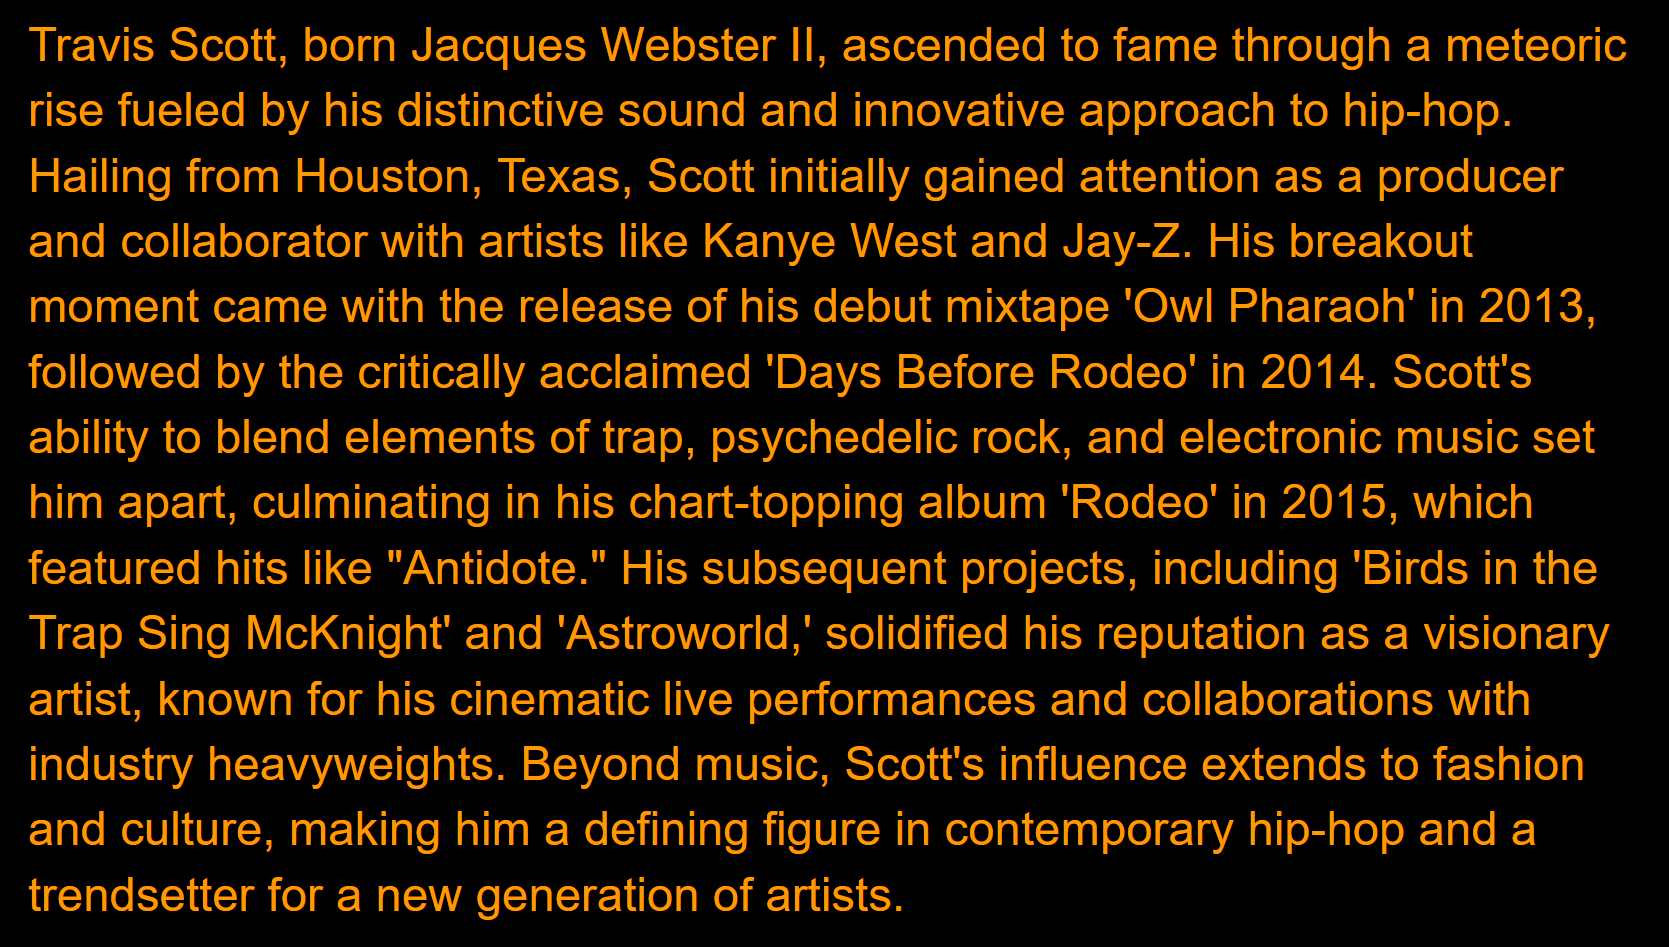 Travis Scott, born Jacques Webster II, ascended to fame through a meteoric
rise fueled by his distinctive sound and innovative approach to hip-hop.
Hailing from Houston, Texas, Scott initially gained attention as a producer
and collaborator with artists like Kanye West and Jay-Z. His breakout
moment came with the release of his debut mixtape 'Owl Pharaoh' in 2013,
followed by the critically acclaimed 'Days Before Rodeo' in 2014. Scott's
ability to blend elements of trap, psychedelic rock, and electronic music set
him apart, culminating in his chart-topping album 'Rodeo' in 2015, which
featured hits like "Antidote." His subsequent projects, including 'Birds in the
Trap Sing McKnight' and 'Astroworld,' solidified his reputation as a visionary
artist, known for his cinematic live performances and collaborations with
industry heavyweights. Beyond music, Scott's influence extends to fashion
and culture, making him a defining figure in contemporary hip-hop and a
trendsetter for a new generation of artists.